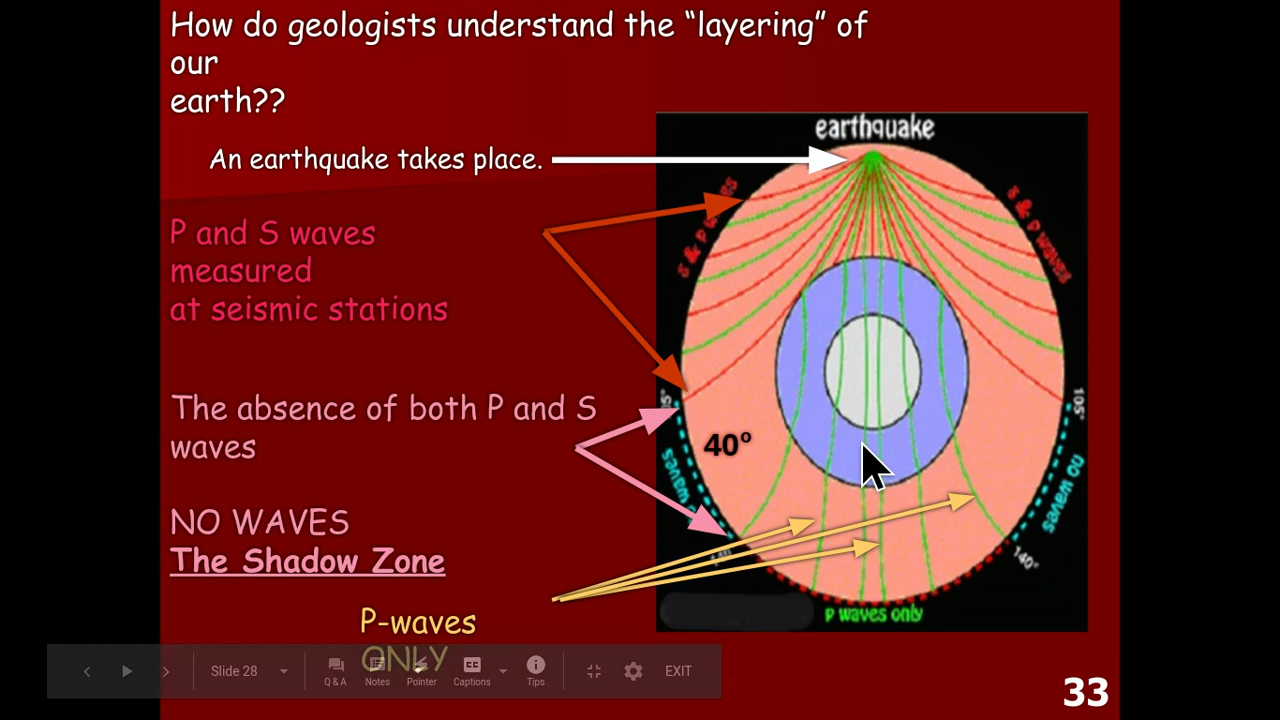 How do geologists understand the “layering” of
our
earth??
earthquake
An earthquake takes place.
s & p waves
P and S waves
measured
at seismic stations
The absence of both P and S
waves
105°
40°
no waves
NO WAVES
The Shadow Zone
140°
P-waves
ONLY
P waves only
Slide 28
Q & A
Notes
Pointer
Captions
Tips
EXIT
33